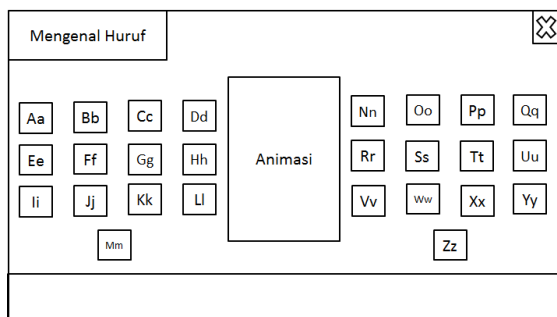 Mengenal Huruf
Aa Bb Cc Dd
Ee Ff Gg Hh
Ii Jj Kk Ll
Mm
Animasi
Nn Oo Pp Qq
Rr Ss Tt Uu
Vv Ww Xx Yy
Zz